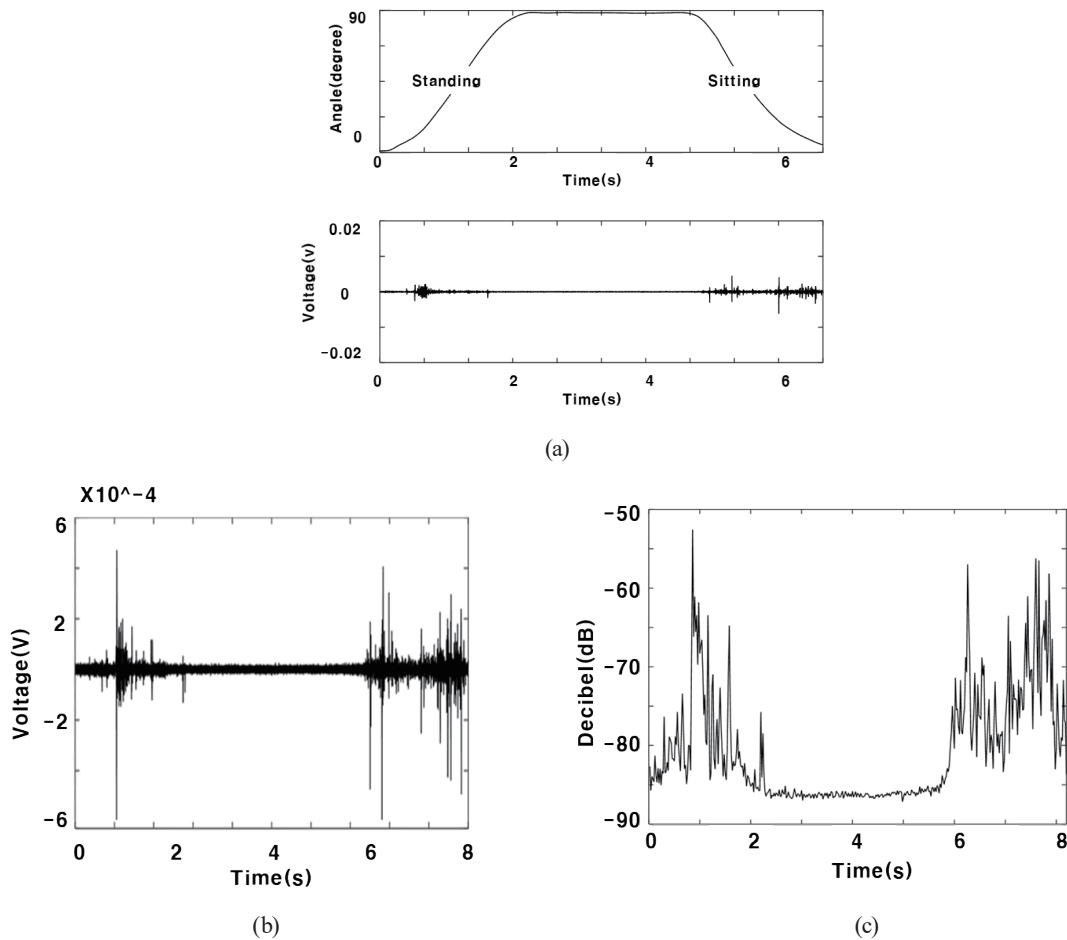 90
Angle(degree)
Standing
Sitting
0
0 2 4 6
Time(s)
0.02
Voltage(v)
0
-0.02
0 2 4 6
Time(s)
(a)
X10^-4
6
2
Voltage(V)
-2
-6
0 2 4 6 8
Time(s)
(b)
-50
-60
Decibel(dB)
-70
-80
-90
0 2 4 6 8
Time(s)
(c)